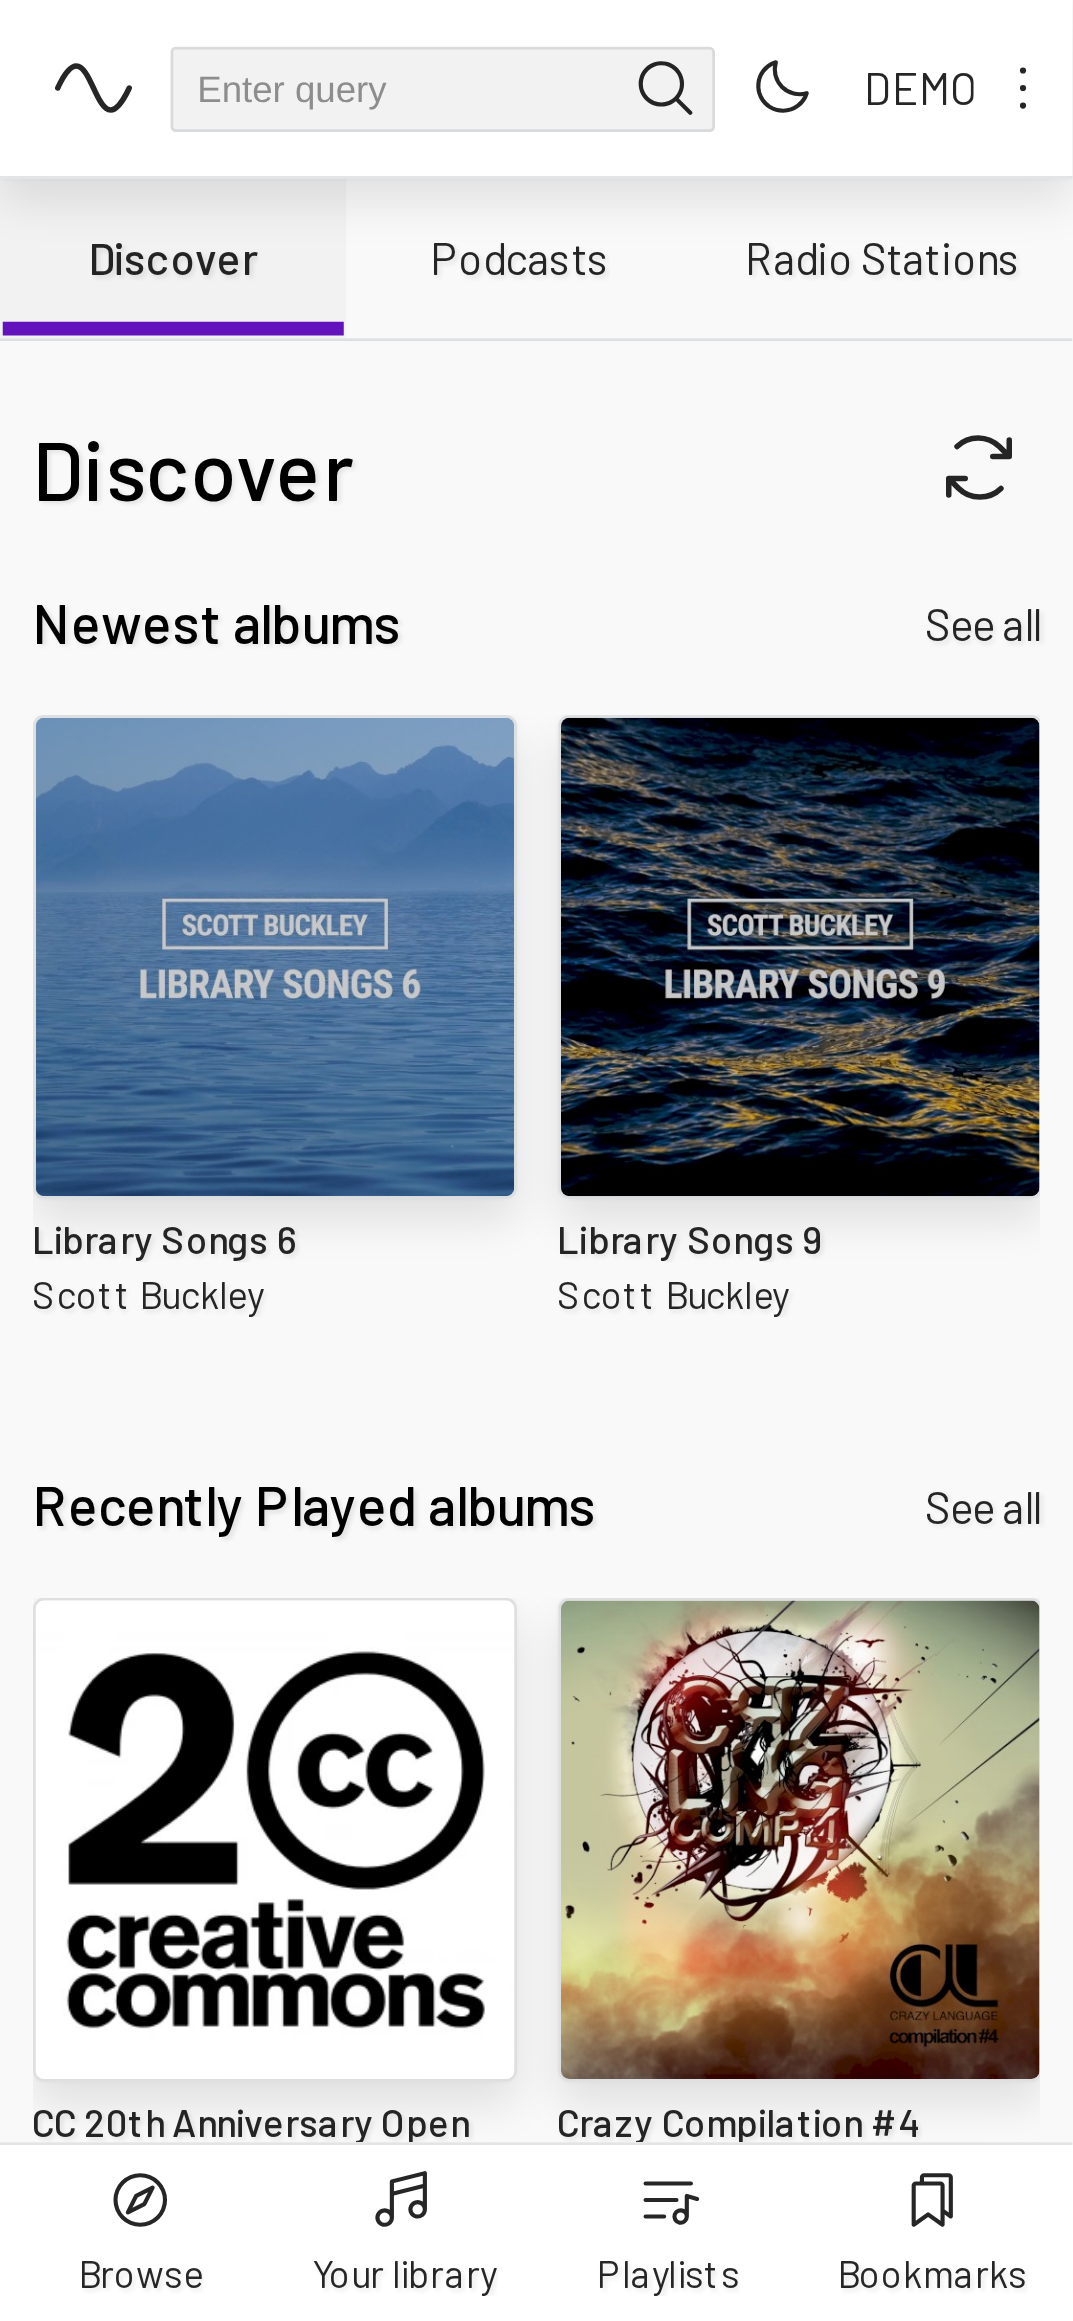 Enter query
DEMO
Discover
Podcasts
Radio Stations
Discover
Newest albums
See all
SCOTT BUCKLEY
LIBRARY SONGS 6
SCOTT BUCKLEY
LIBRARY SONGS 9
Library Songs 6
Scott Buckley
Library Songs 9
Scott Buckley
Recently Played albums
See all
20
cc
creative
commons
CRZ
LNG
COMP 4
CL
CRAZY LANGUAGE
compilation #4
CC 20th Anniversary Open
Crazy Compilation #4
Browse
Your library
Playlists
Bookmarks